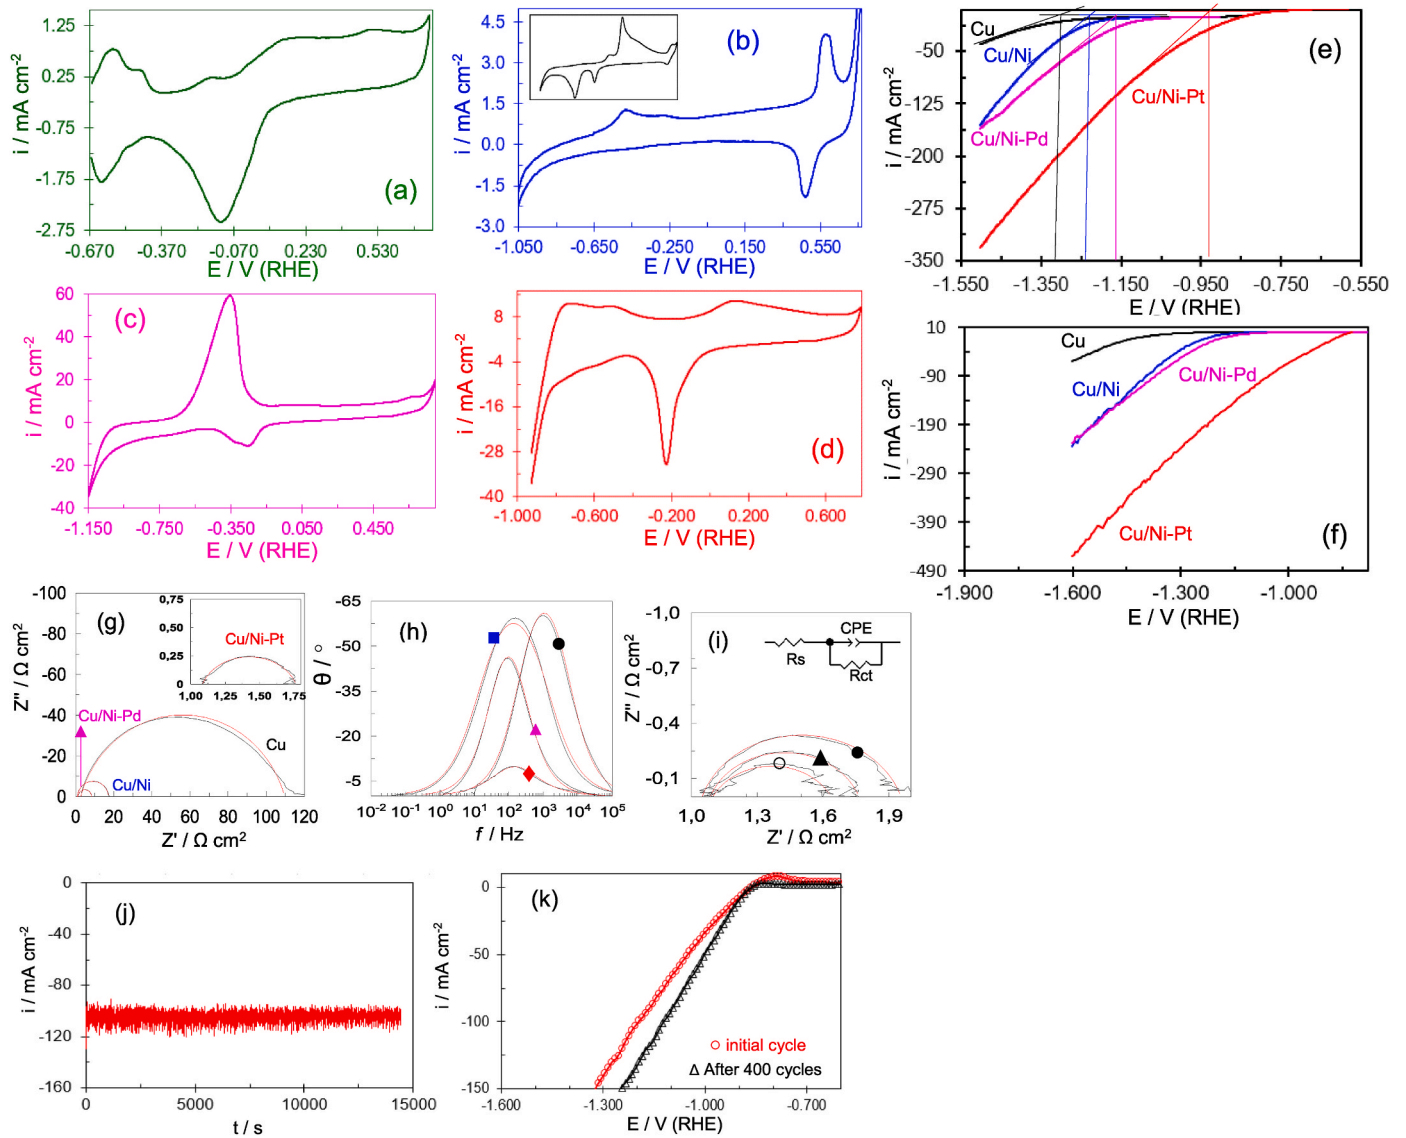 1.25
0.25
-0.75
-1.75
-2.75
i / mA cm-2
(a)
-0.670 -0.370 -0.070 0.230 0.530
E / V (RHE)
4.5
3.0
1.5
0.0
-1.5
-3.0
i / mA cm-2
(b)
-1.050 -0.650 -0.250 0.150 0.550
E / V (RHE)
Cu
Cu/Ni
Cu/Ni-Pd
Cu/Ni-Pt
(e)
-50
-125
-200
-275
-350
i / mA cm-2
-1.550 -1.350 -1.150 -0.950 -0.750 -0.550
E / V (RHE)
60
40
20
0
-20
-40
i / mA cm-2
(c)
-1.150 -0.750 -0.350 0.050 0.450
E / V (RHE)
8
-4
-16
-28
-40
i / mA cm-2
(d)
-1.000 -0.600 -0.200 0.200 0.600
E / V (RHE)
10
-90
-190
-290
-390
-490
i / mA cm-2
Cu
Cu/Ni
Cu/Ni-Pd
Cu/Ni-Pt
(f)
-1.900 -1.600 -1.300 -1.000
E / V (RHE)
-100
-80
-60
-40
-20
0
Z'' / Ω cm2
(g)
0,75
0,50
0,25
0
Cu/Ni-Pt
1,00 1,25 1,50 1,75
Cu/Ni-Pd
Cu
Cu/Ni
0 20 40 60 80 100 120
Z' / Ω cm2
-65
-50
-35
-20
-5
θ / °
(h)
10-2 10-1 100 101 102 103 104 105
f / Hz
-1,0
-0,7
-0,4
-0,1
Z'' / Ω cm2
(i)
CPE
Rs
Rct
1,0 1,3 1,6 1,9
Z' / Ω cm2
0
-40
-80
-120
-160
i / mA cm-2
(j)
0 5000 10000 15000
t / s
0
-50
-100
-150
i / mA cm-2
(k)
initial cycle
Δ After 400 cycles
-1.600 -1.300 -1.000 -0.700
E / V (RHE)